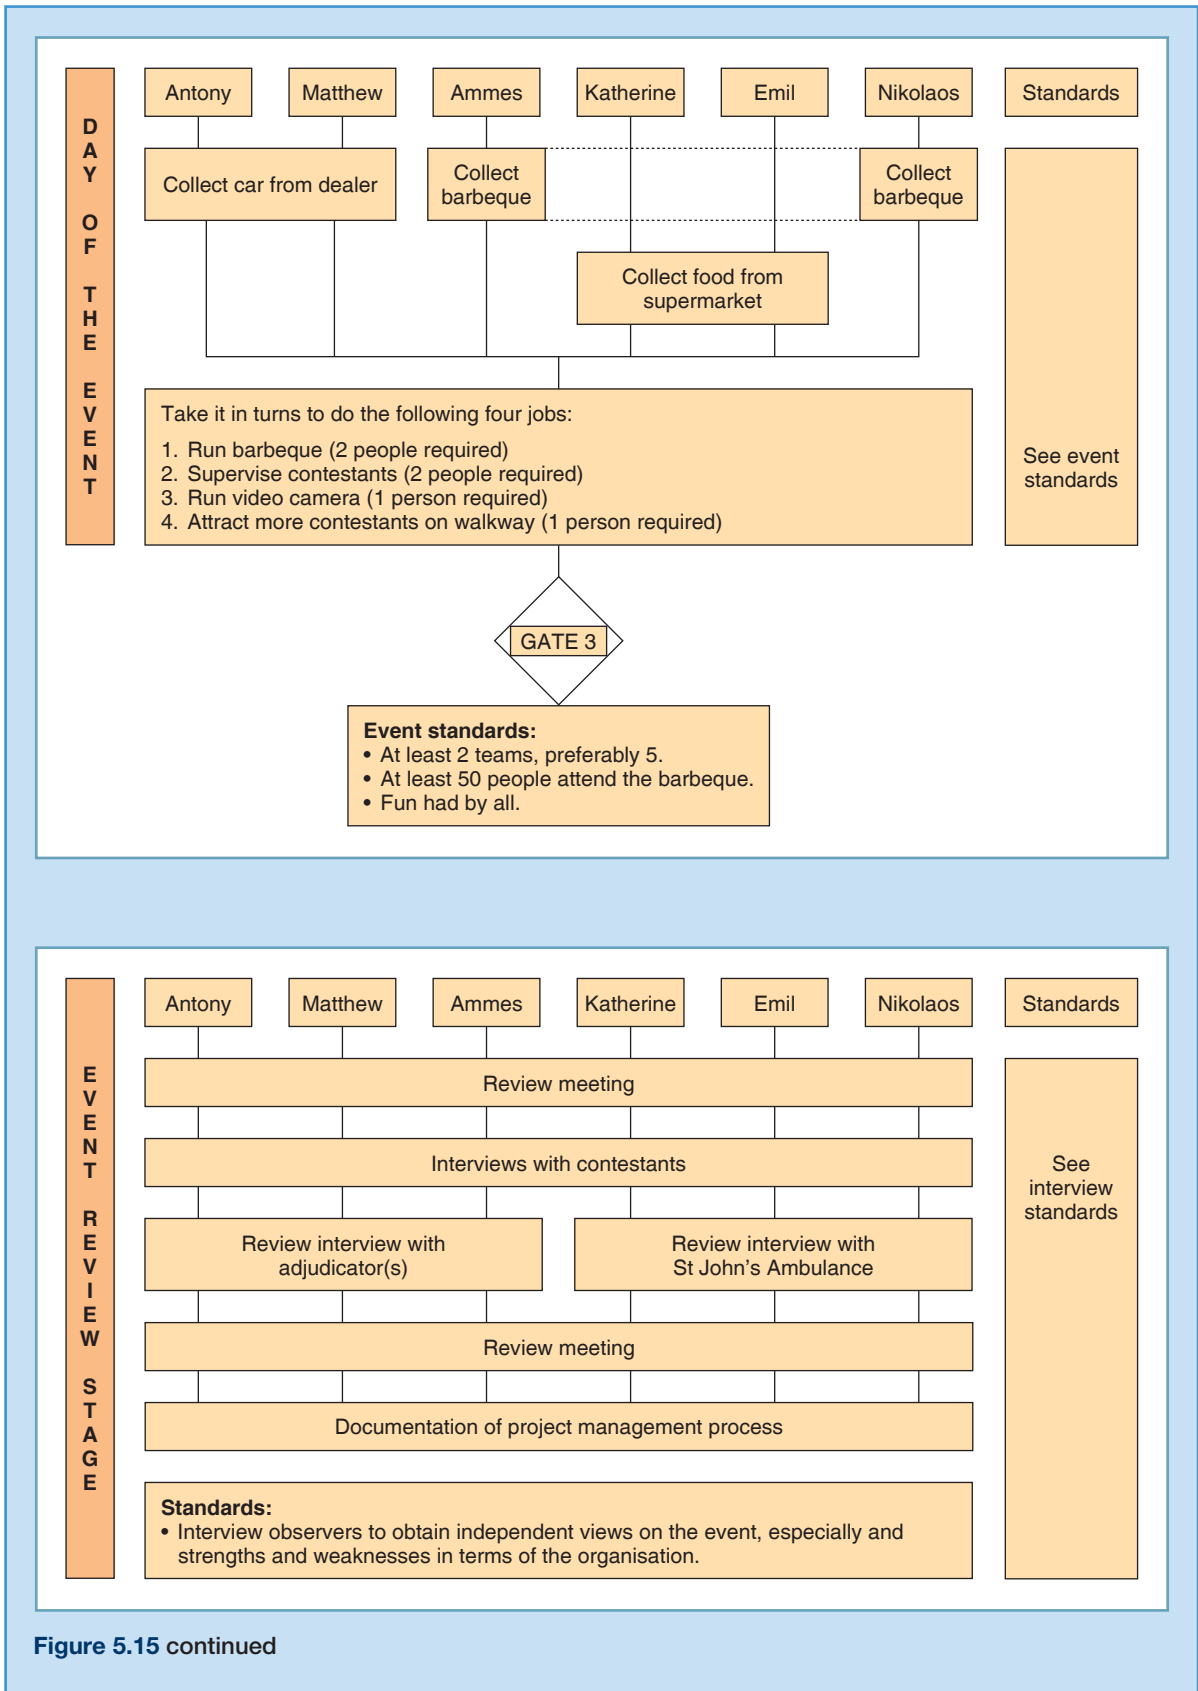 DAY OF THE EVENT
Antony
Matthew
Ammes
Katherine
Emil
Nikolaos
Standards
Collect car from dealer
Collect
barbeque
Collect
barbeque
Collect food from
supermarket
Take it in turns to do the following four jobs:
1. Run barbeque (2 people required)
2. Supervise contestants (2 people required)
3. Run video camera (1 person required)
4. Attract more contestants on walkway (1 person required)
See event
standards
GATE 3
Event standards:
• At least 2 teams, preferably 5.
• At least 50 people attend the barbeque.
• Fun had by all.
EVENT REVIEW STAGE
Antony
Matthew
Ammes
Katherine
Emil
Nikolaos
Standards
Review meeting
Interviews with contestants
See
interview
standards
Review interview with
adjudicator(s)
Review interview with
St John's Ambulance
Review meeting
Documentation of project management process
Standards:
• Interview observers to obtain independent views on the event, especially and
strengths and weaknesses in terms of the organisation.
Figure 5.15 continued